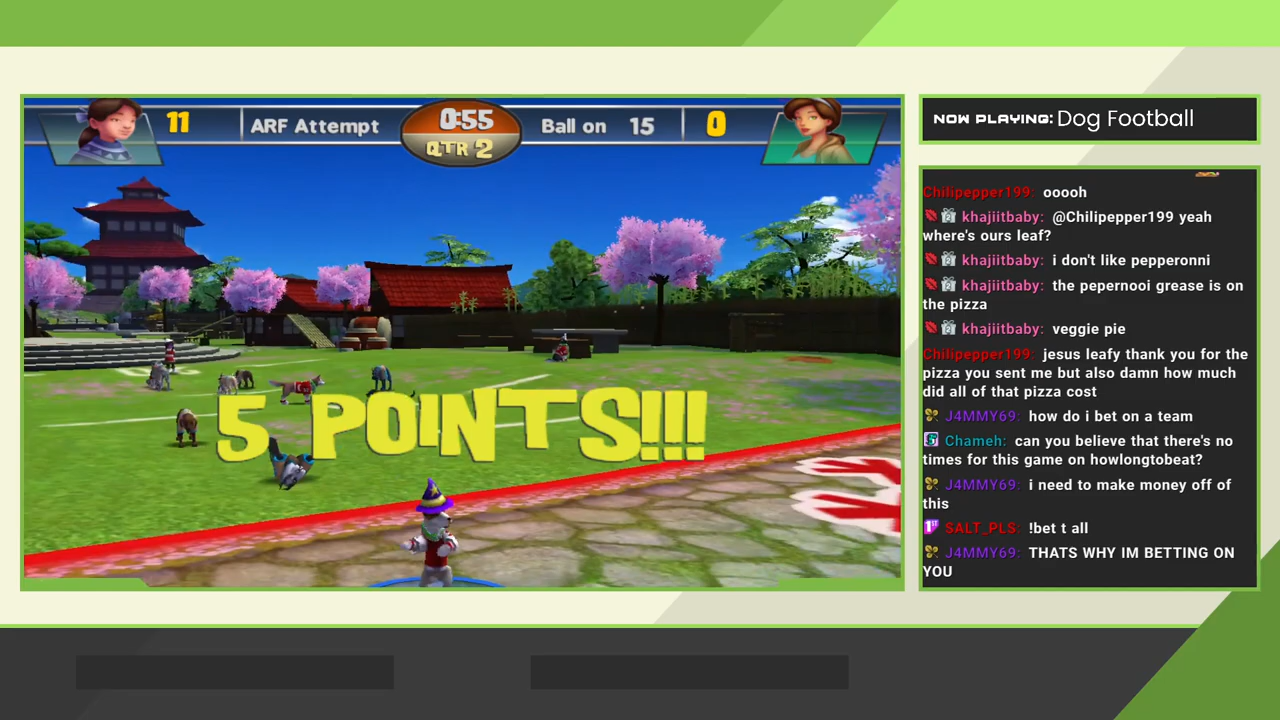 11 ARF Attempt 0:55 QTR 2 Ball on 15 0
5 POINTS!!!
NOW PLAYING: Dog Football
Chilipepper199: ooooh
khajiitbaby: @Chilipepper199 yeah
where's ours leaf?
khajiitbaby: i don't like pepperonni
khajiitbaby: the pepernooi grease is on
the pizza
khajiitbaby: veggie pie
Chilipepper199: jesus leafy thank you for the
pizza you sent me but also damn how much
did all of that pizza cost
J4MMY69: how do i bet on a team
Chameh: can you believe that there's no
times for this game on howlongtobeat?
J4MMY69: i need to make money off of
this
1ST SALT_PLS: !bet t all
J4MMY69: THATS WHY IM BETTING ON
YOU